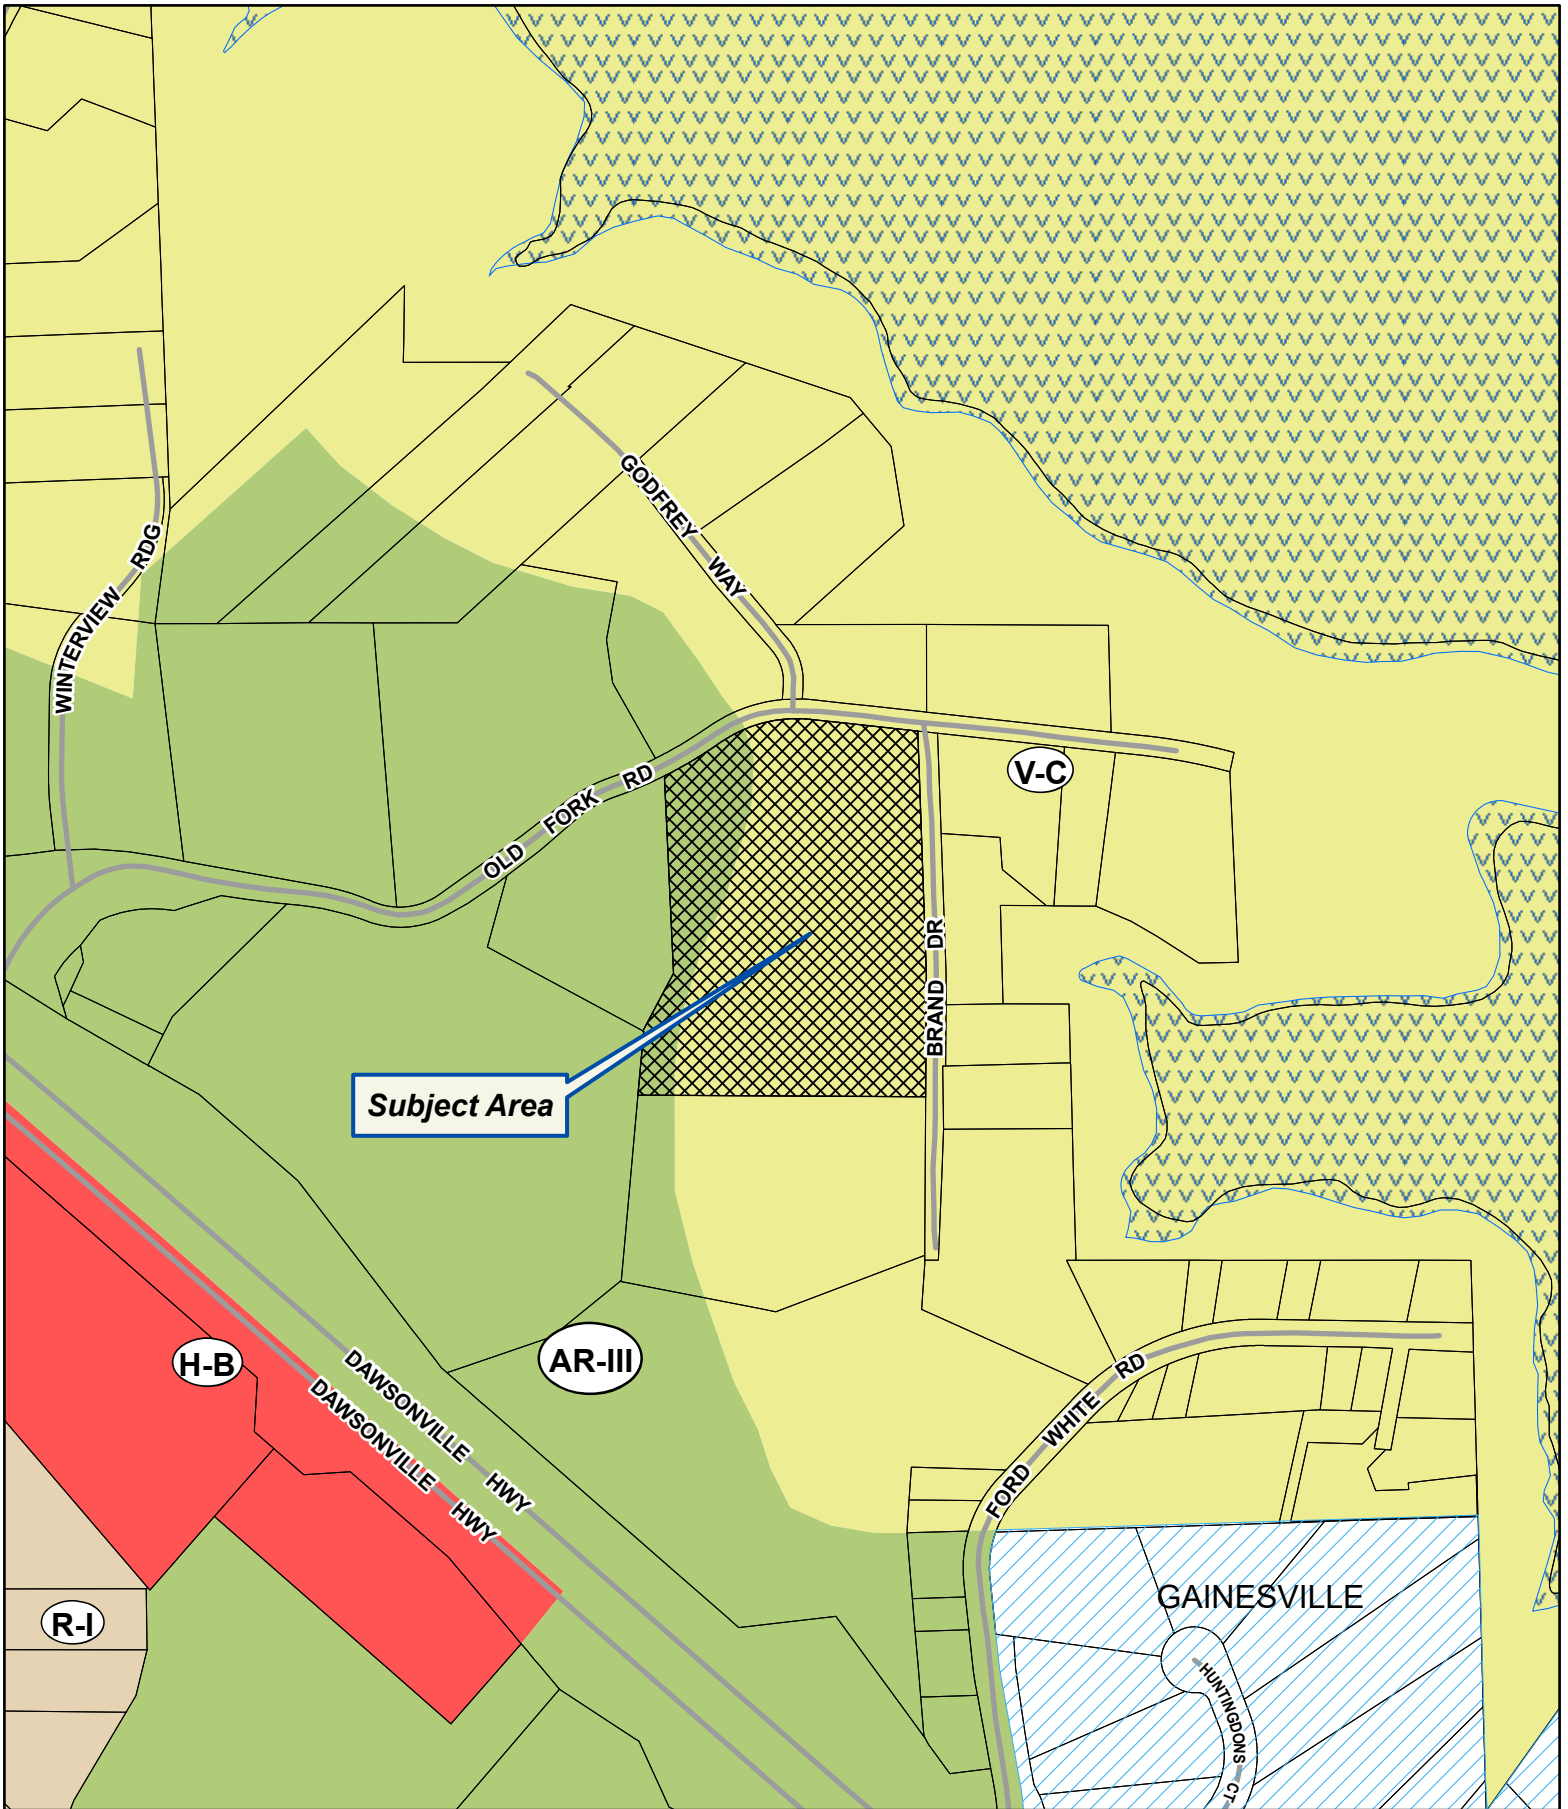 GODFREY WAY
WINTERVIEW RDG
V-C
OLD FORK RD
BRAND DR
Subject Area
H-B
AR-III
DAWSONVILLE HWY
DAWSONVILLE HWY
FORD WHITE RD
GAINESVILLE
R-I
HUNTINGDONS CT